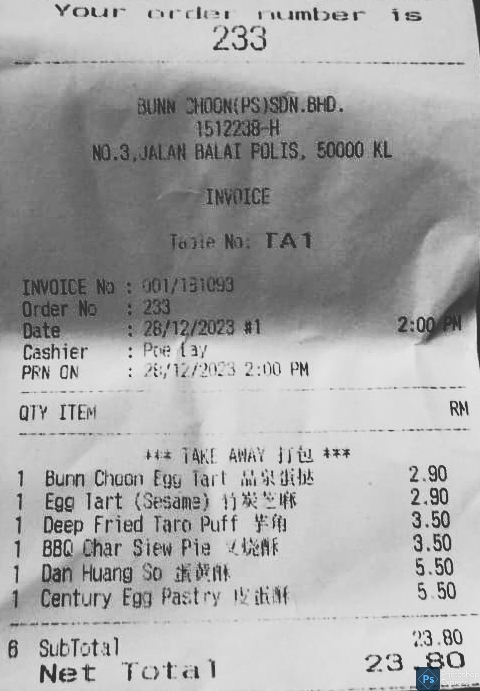 Your order number is
233
BUNN CHOON(PS)SDN.BHD.
1512238-H
NO.3,JALAN BALAI POLIS, 50000 KL
INVOICE
Table No: TA1
INVOICE No : 001/131093
Order No : 233
Date : 28/12/2023 #1 2:00 PM
Cashier : Poe Lay
PRN ON : 28/12/2023 2:00 PM
QTY ITEM RM
*** TAKE AWAY 打包 ***
1 Bunn Choon Egg Tart 品泉蛋撻 2.90
1 Egg Tart (Sesame) 竹炭芝麻 2.90
1 Deep Fried Taro Puff 芋角 3.50
1 BBQ Char Siew Pie 叉烧酥 3.50
1 Dan Huang So 蛋黄酥 5.50
1 Century Egg Pastry 皮蛋酥 5.50
6 SubTotal 23.80
Net Total 23.80
Ps